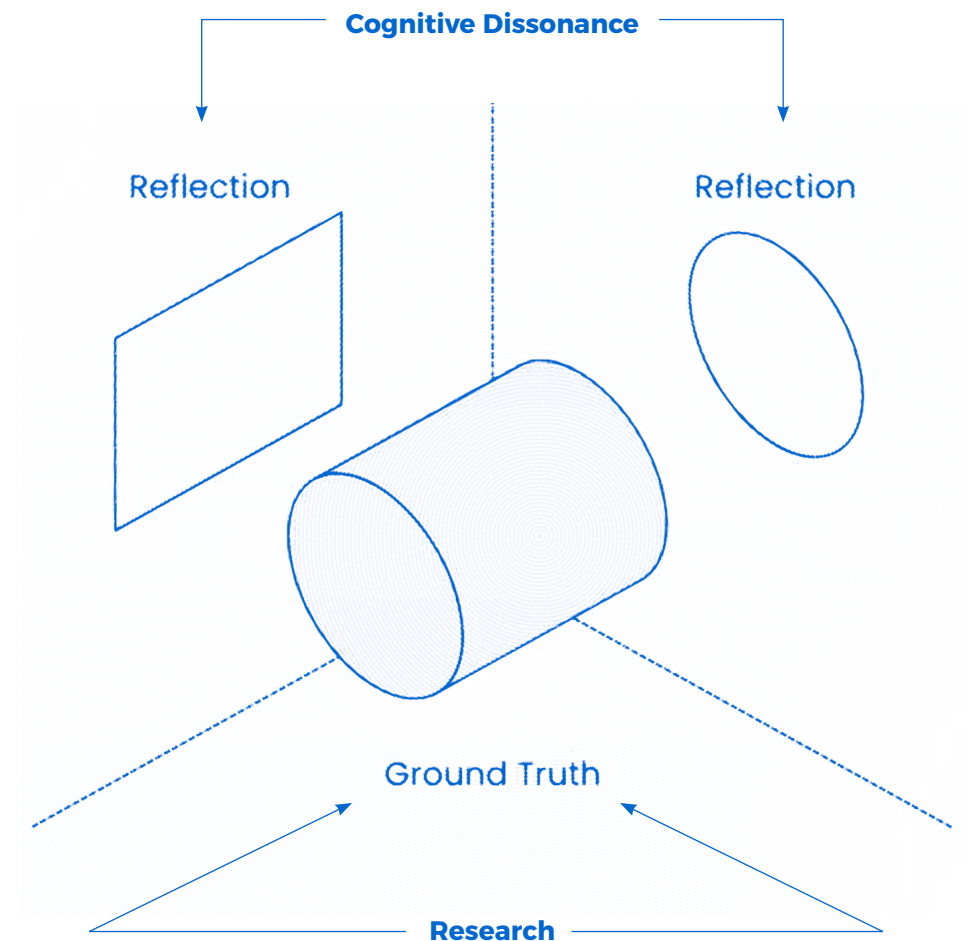 Cognitive Dissonance
Reflection
Reflection
Ground Truth
Research